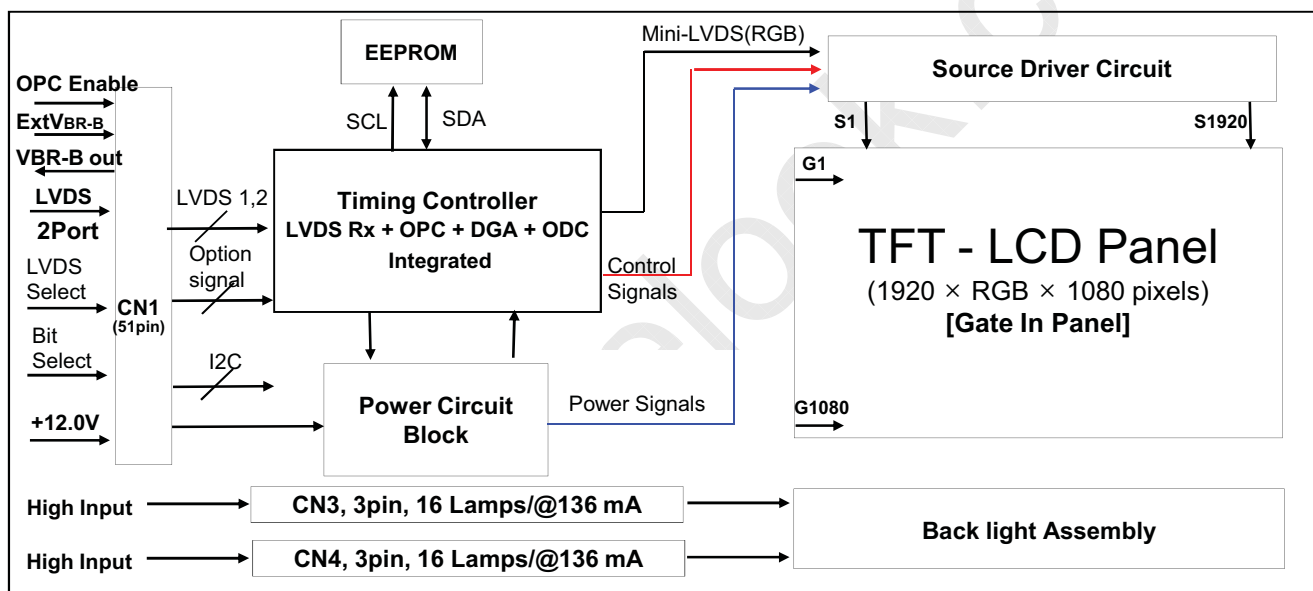 EEPROM
Mini-LVDS(RGB)
Source Driver Circuit
OPC Enable
ExtVBR-B
VBR-B out
LVDS
2Port
LVDS
Select
Bit
Select
+12.0V
CN1
(51pin)
SCL
SDA
S1
S1920
LVDS 1,2
Option
signal
I2C
Timing Controller
LVDS Rx + OPC + DGA + ODC
Integrated
Control
Signals
G1
TFT - LCD Panel
(1920 × RGB × 1080 pixels)
[Gate In Panel]
G1080
Power Circuit
Block
Power Signals
High Input
CN3, 3pin, 16 Lamps/@136 mA
High Input
CN4, 3pin, 16 Lamps/@136 mA
Back light Assembly